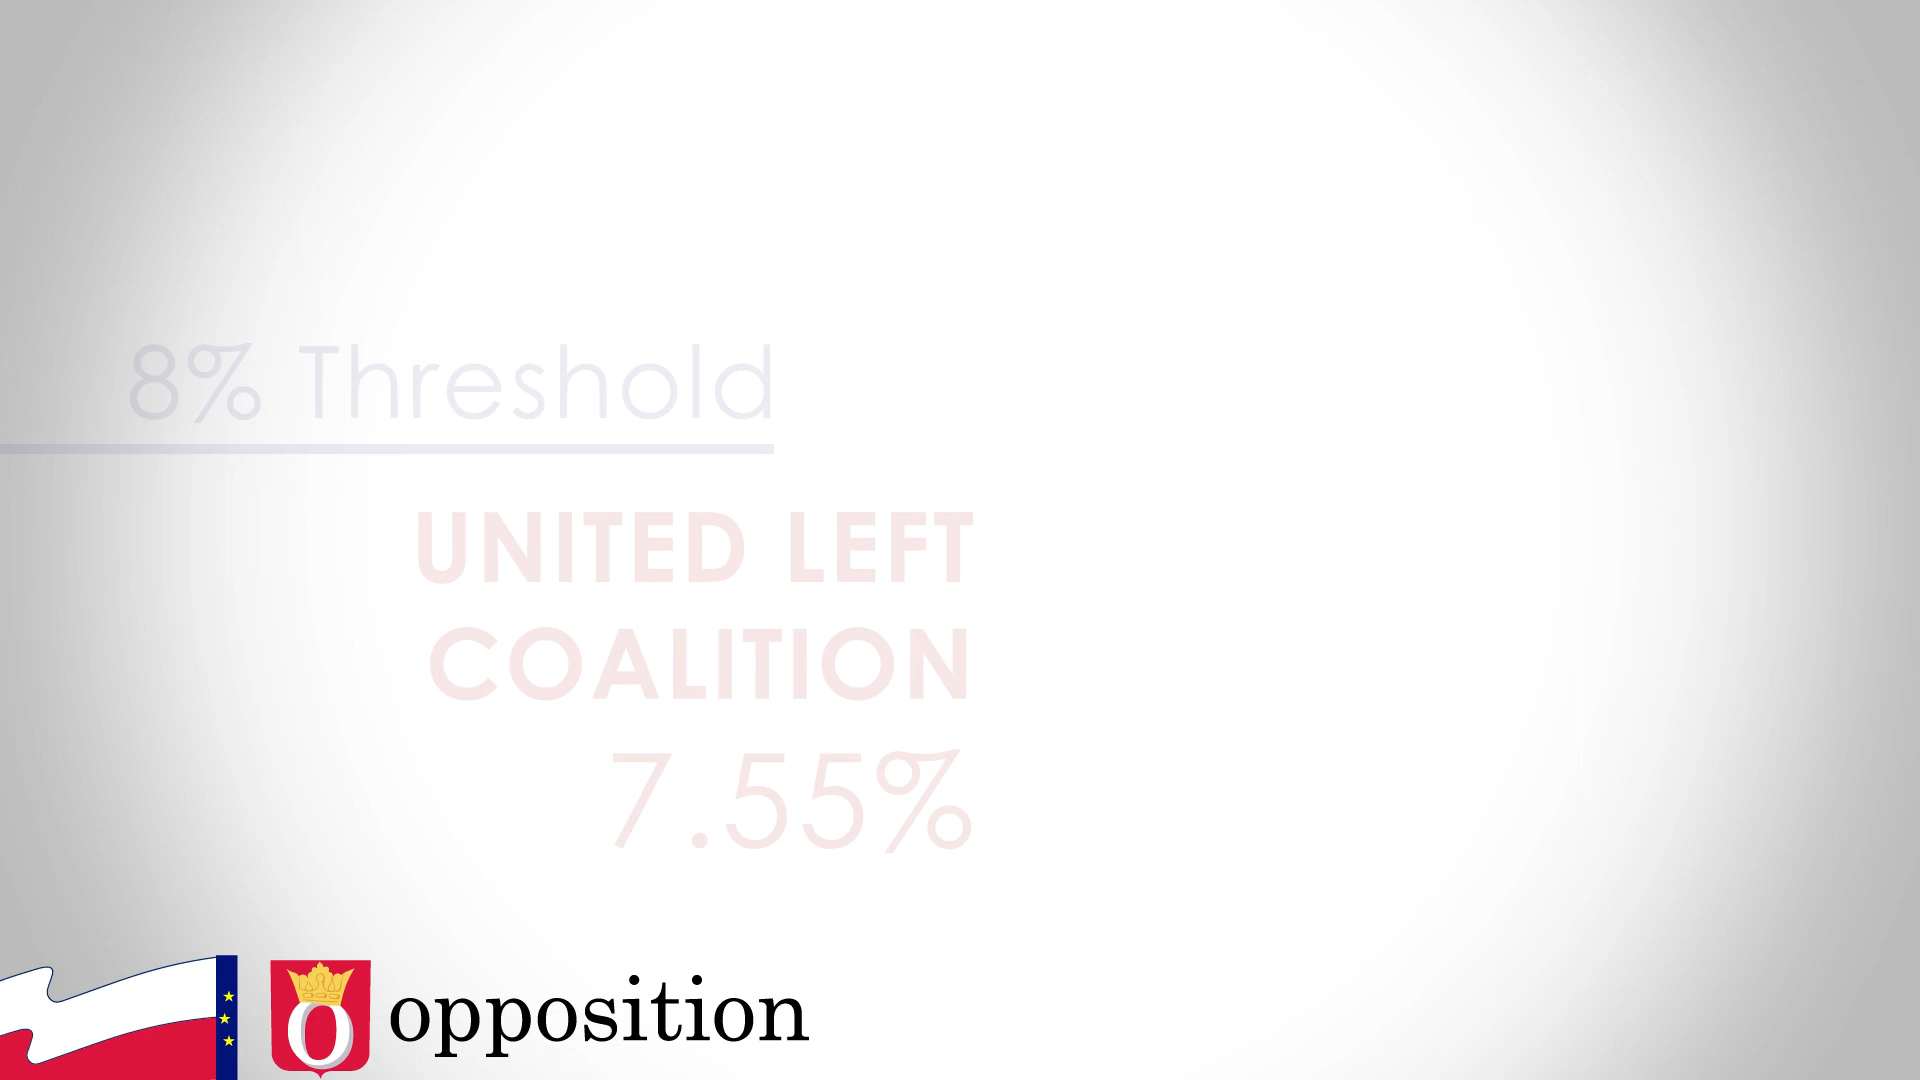 8% Threshold
UNITED LEFT
COALITION
7.55%
opposition